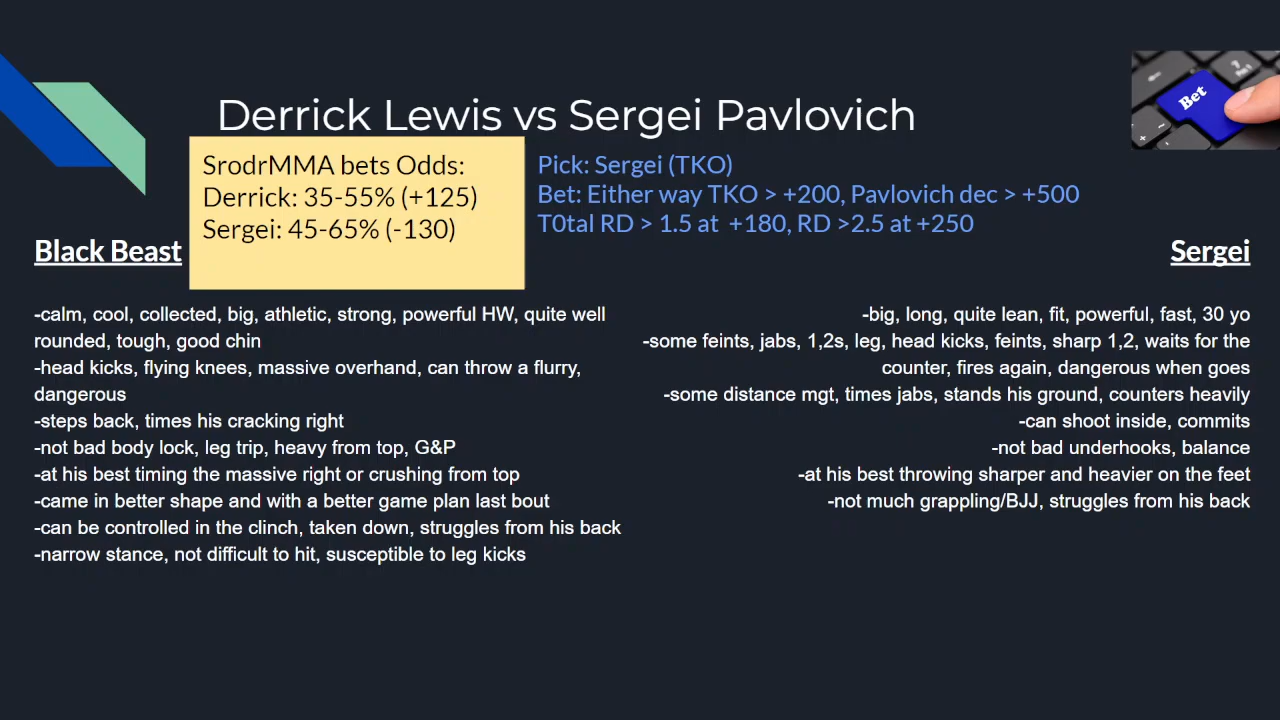 Derrick Lewis vs Sergei Pavlovich
Bet
SrodrMMA bets Odds:
Derrick: 35-55% (+125)
Sergei: 45-65% (-130)
Pick: Sergei (TKO)
Bet: Either way TKO > +200, Pavlovich dec > +500
T0tal RD > 1.5 at  +180, RD >2.5 at +250
Black Beast
-calm, cool, collected, big, athletic, strong, powerful HW, quite well
rounded, tough, good chin
-head kicks, flying knees, massive overhand, can throw a flurry,
dangerous
-steps back, times his cracking right
-not bad body lock, leg trip, heavy from top, G&P
-at his best timing the massive right or crushing from top
-came in better shape and with a better game plan last bout
-can be controlled in the clinch, taken down, struggles from his back
-narrow stance, not difficult to hit, susceptible to leg kicks
Sergei
-big, long, quite lean, fit, powerful, fast, 30 yo
-some feints, jabs, 1,2s, leg, head kicks, feints, sharp 1,2, waits for the
counter, fires again, dangerous when goes
-some distance mgt, times jabs, stands his ground, counters heavily
-can shoot inside, commits
-not bad underhooks, balance
-at his best throwing sharper and heavier on the feet
-not much grappling/BJJ, struggles from his back